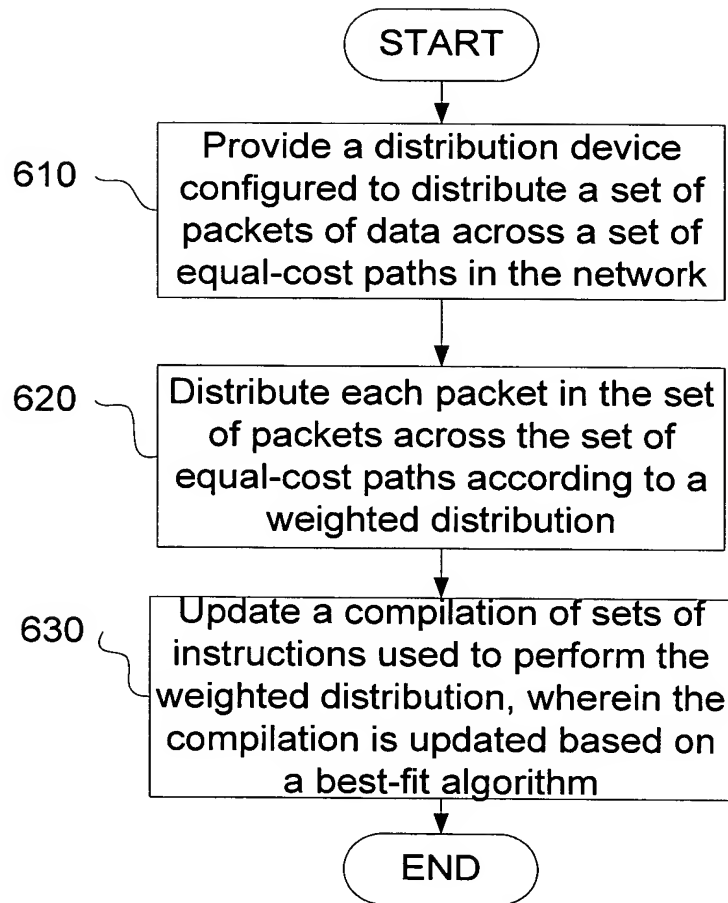 START
610
Provide a distribution device
configured to distribute a set of
packets of data across a set of
equal-cost paths in the network
620
Distribute each packet in the set
of packets across the set of
equal-cost paths according to a
weighted distribution
630
Update a compilation of sets of
instructions used to perform the
weighted distribution, wherein the
compilation is updated based on
a best-fit algorithm
END